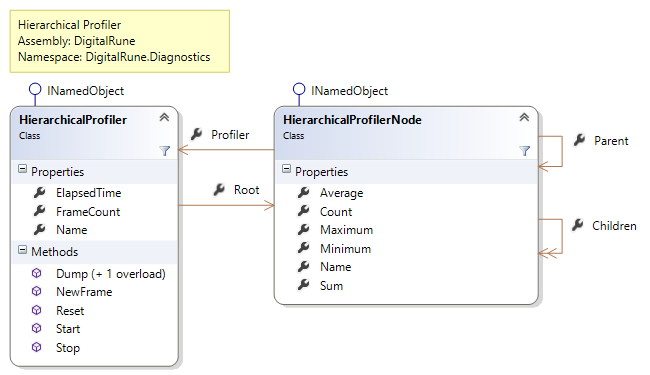 Hierarchical Profiler
Assembly: DigitalRune
Namespace: DigitalRune.Diagnostics
INamedObject
HierarchicalProfiler
Class
Properties
ElapsedTime
FrameCount
Name
Methods
Dump (+ 1 overload)
NewFrame
Reset
Start
Stop
Profiler
Root
INamedObject
HierarchicalProfilerNode
Class
Properties
Average
Count
Maximum
Minimum
Name
Sum
Parent
Children